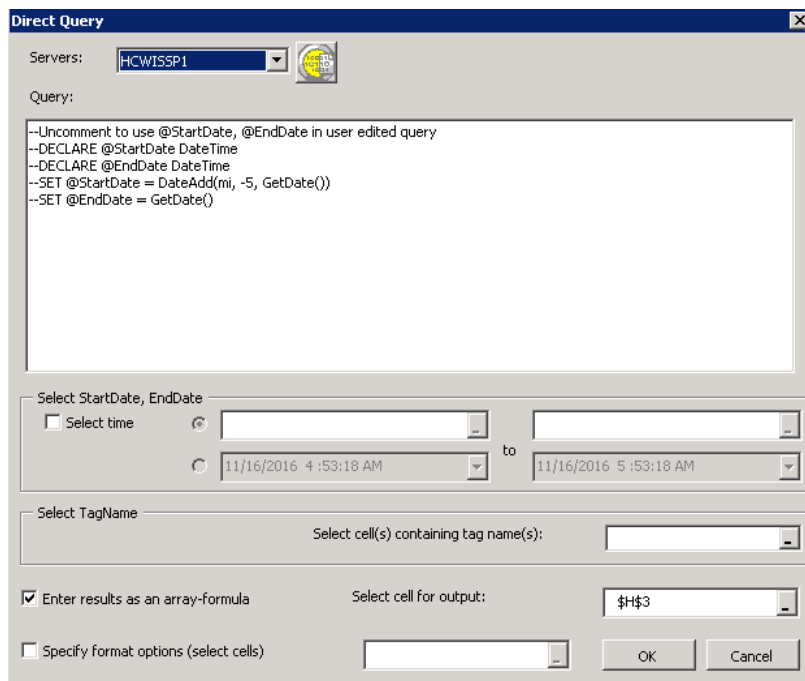 Direct Query
Servers: HCWISSP1
Query:
--Uncomment to use @StartDate, @EndDate in user edited query
--DECLARE @StartDate DateTime
--DECLARE @EndDate DateTime
--SET @StartDate = DateAdd(mi, -5, GetDate())
--SET @EndDate = GetDate()
Select StartDate, EndDate
Select time
to
11/16/2016 4 :53:18 AM 11/16/2016 5 :53:18 AM
Select TagName
Select cell(s) containing tag name(s):
Enter results as an array-formula Select cell for output: $H$3
Specify format options (select cells) OK Cancel